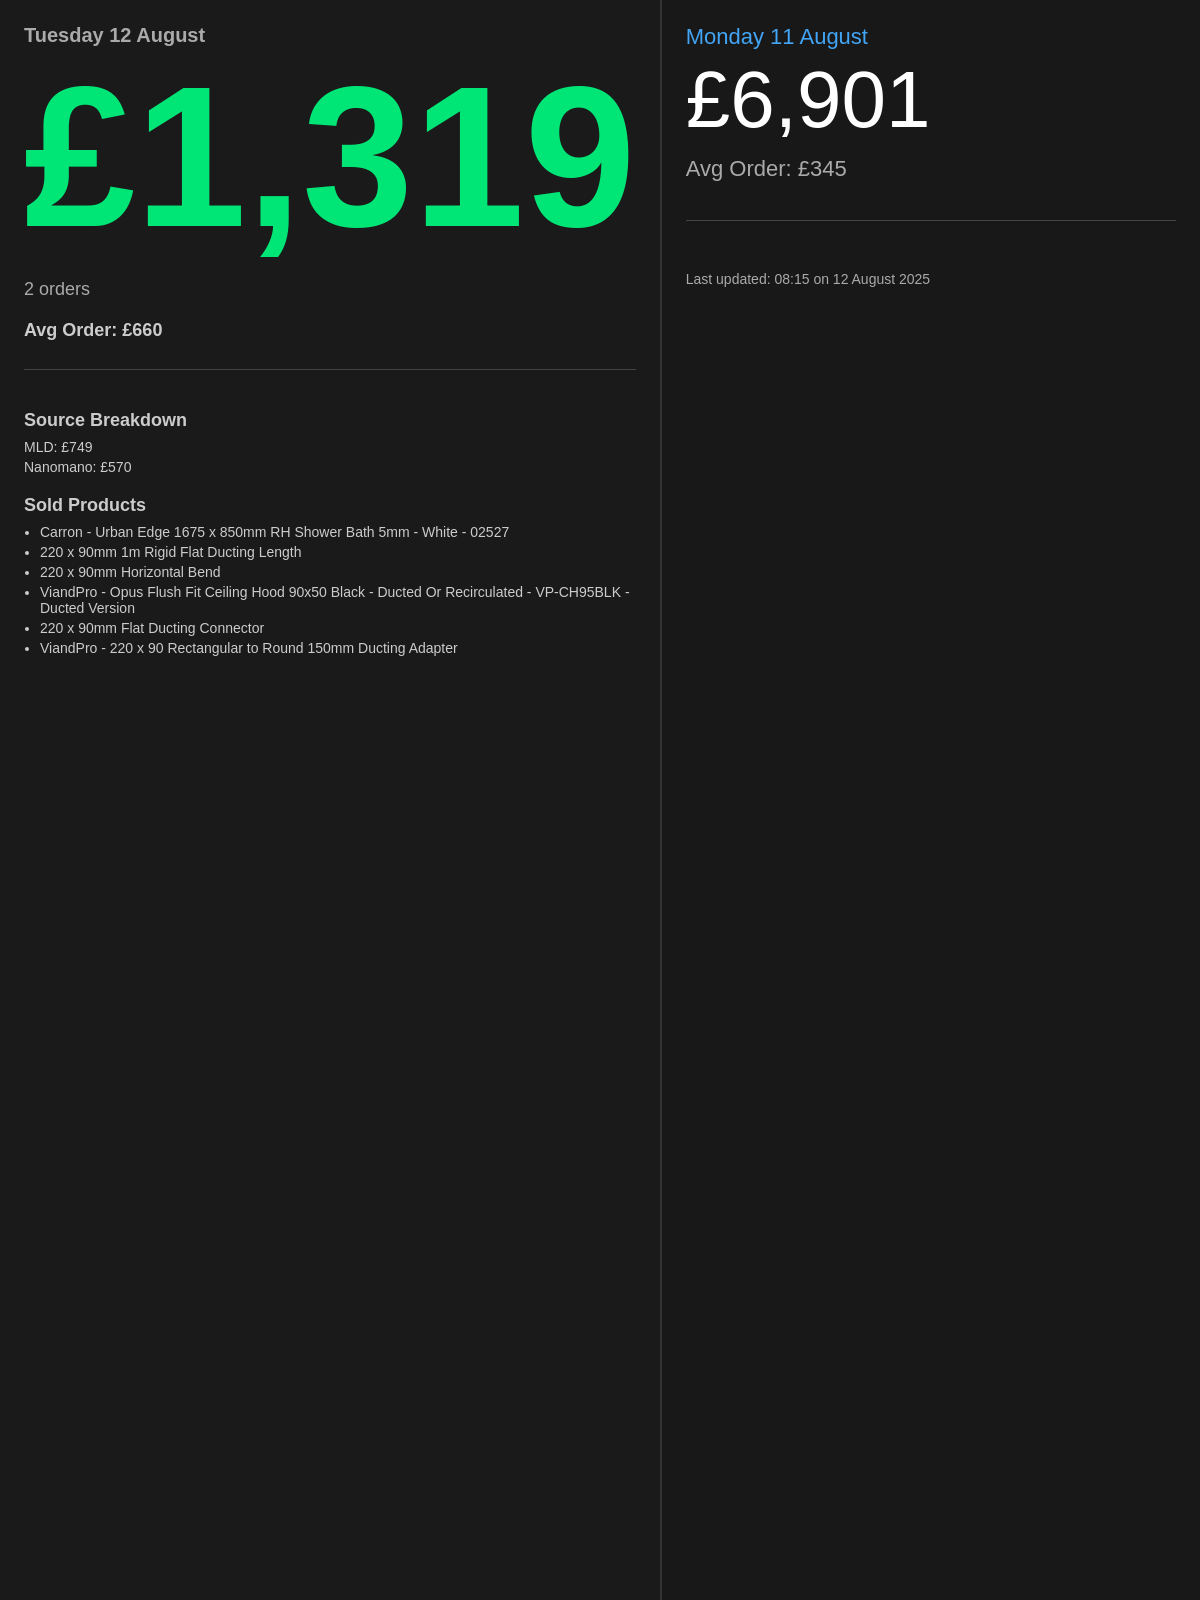 Tuesday 12 August
£1,319
2 orders
Avg Order: £660
Source Breakdown
MLD: £749
Nanomano: £570
Sold Products
• Carron - Urban Edge 1675 x 850mm RH Shower Bath 5mm - White - 02527
• 220 x 90mm 1m Rigid Flat Ducting Length
• 220 x 90mm Horizontal Bend
• ViandPro - Opus Flush Fit Ceiling Hood 90x50 Black - Ducted Or Recirculated - VP-CH95BLK -
Ducted Version
• 220 x 90mm Flat Ducting Connector
• ViandPro - 220 x 90 Rectangular to Round 150mm Ducting Adapter
Monday 11 August
£6,901
Avg Order: £345
Last updated: 08:15 on 12 August 2025